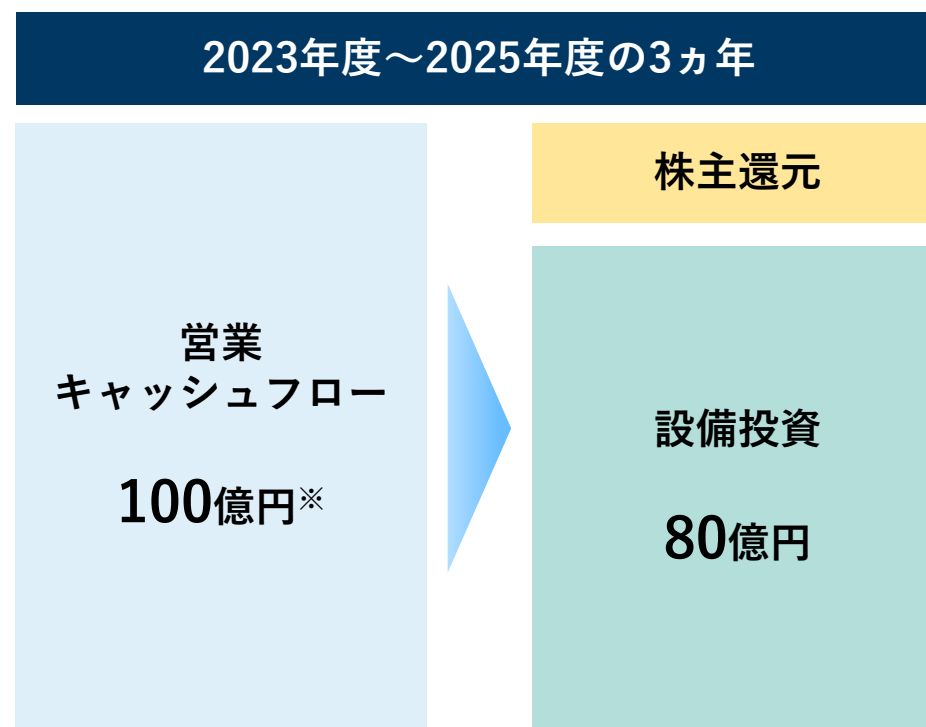 2023年度～2025年度の3ヵ年
営業
キャッシュフロー
100億円※
株主還元
設備投資
80億円